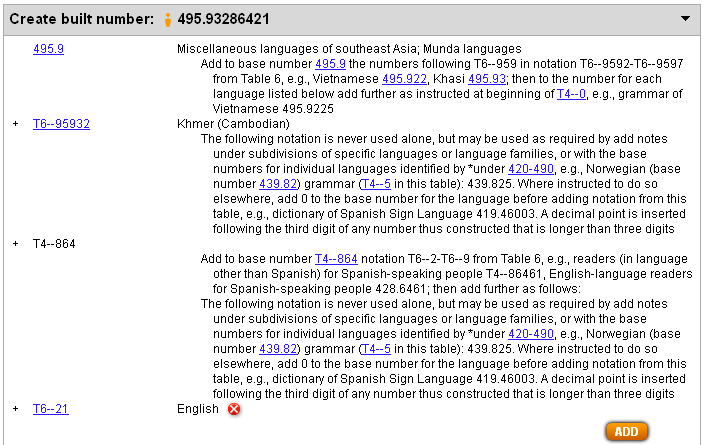 Create built number: 495.93286421
495.9 Miscellaneous languages of southeast Asia; Munda languages
Add to base number 495.9 the numbers following T6--959 in notation T6--9592-T6--9597
from Table 6, e.g., Vietnamese 495.922, Khasi 495.93; then to the number for each
language listed below add further as instructed at beginning of T4--0, e.g., grammar of
Vietnamese 495.9225
+ T6--95932 Khmer (Cambodian)
The following notation is never used alone, but may be used as required by add notes
under subdivisions of specific languages or language families, or with the base
numbers for individual languages identified by *under 420-490, e.g., Norwegian (base
number 439.82) grammar (T4--5 in this table): 439.825. Where instructed to do so
elsewhere, add 0 to the base number for the language before adding notation from this
table, e.g., dictionary of Spanish Sign Language 419.46003. A decimal point is inserted
following the third digit of any number thus constructed that is longer than three digits
+ T4--864
Add to base number T4--864 notation T6--2-T6--9 from Table 6, e.g., readers (in language
other than Spanish) for Spanish-speaking people T4--86461, English-language readers
for Spanish-speaking people 428.6461; then add further as follows:
The following notation is never used alone, but may be used as required by add notes
under subdivisions of specific languages or language families, or with the base
numbers for individual languages identified by *under 420-490, e.g., Norwegian (base
number 439.82) grammar (T4--5 in this table): 439.825. Where instructed to do so
elsewhere, add 0 to the base number for the language before adding notation from this
table, e.g., dictionary of Spanish Sign Language 419.46003. A decimal point is inserted
following the third digit of any number thus constructed that is longer than three digits
+ T6--21 English
ADD